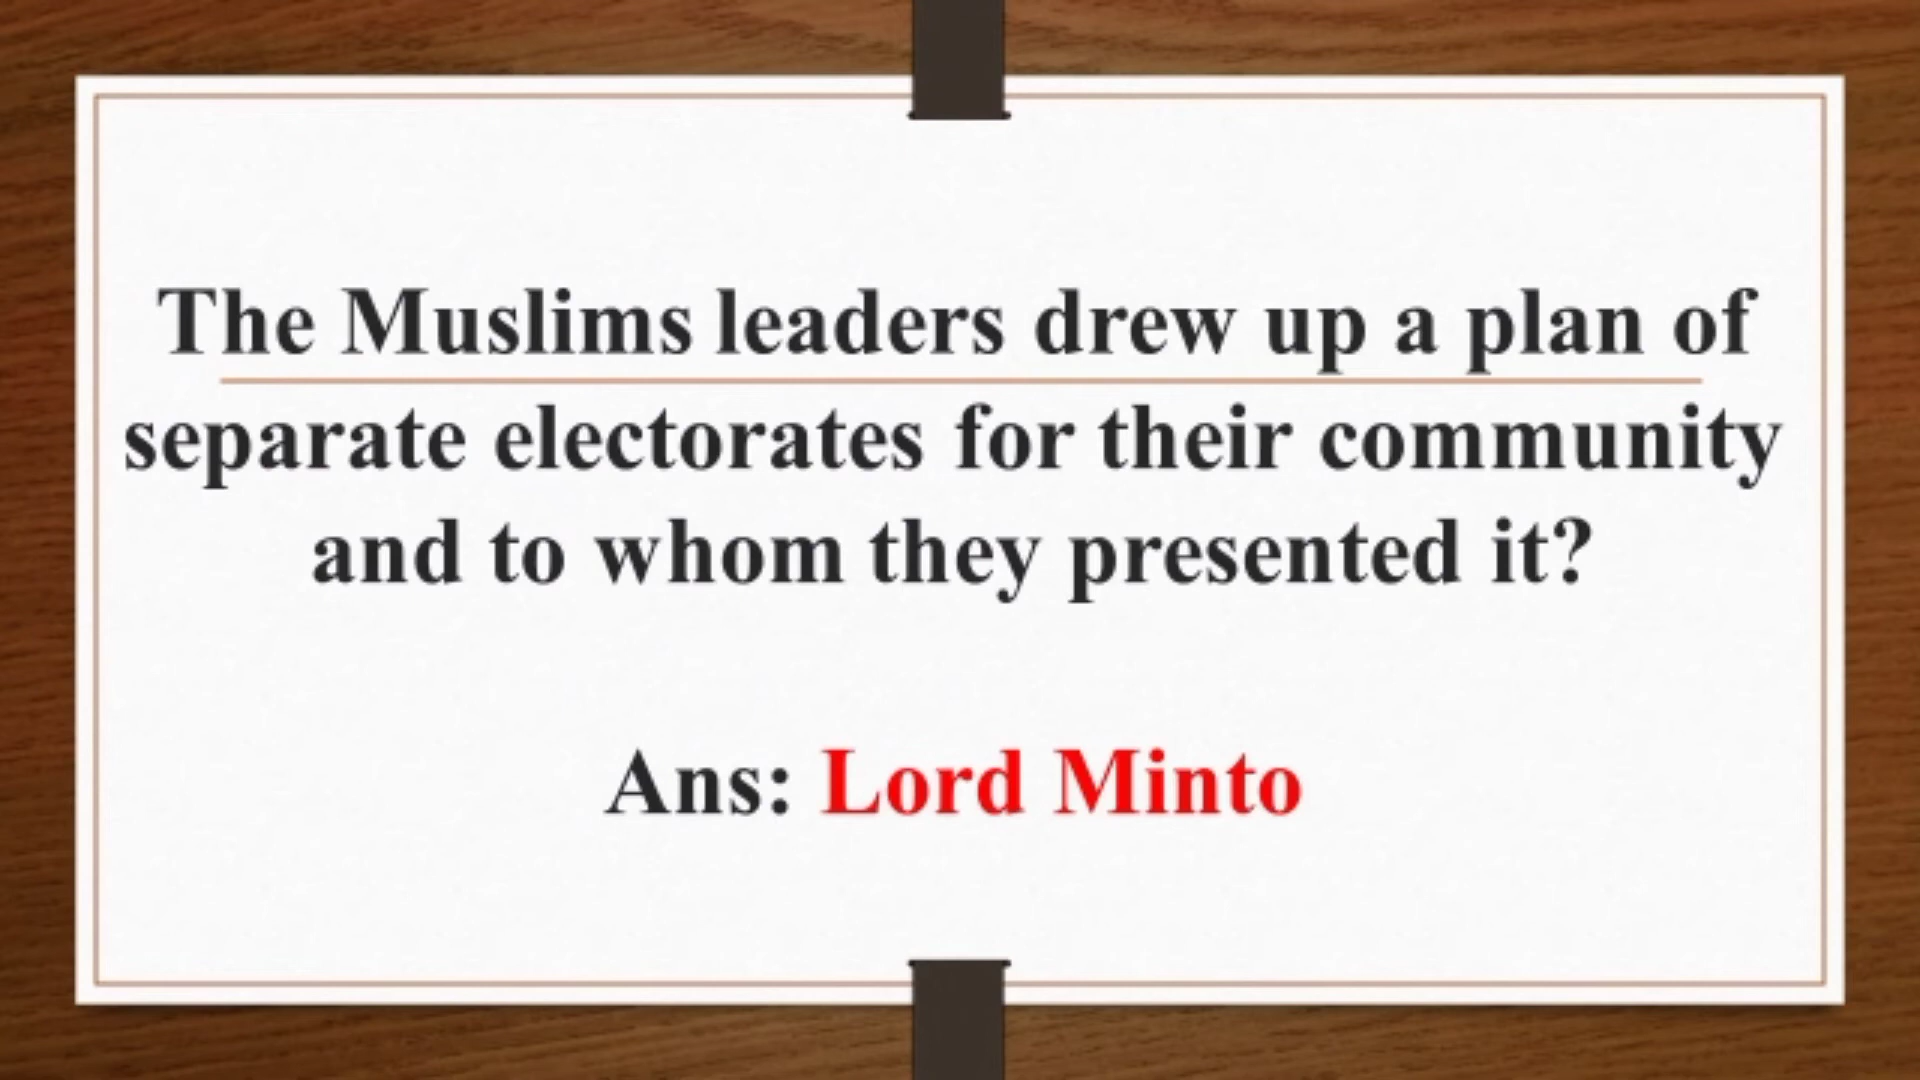 The Muslims leaders drew up a plan of
separate electorates for their community
and to whom they presented it?
Ans: Lord Minto